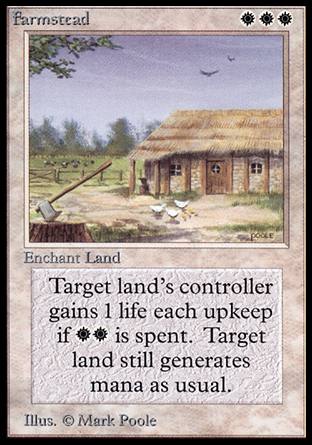 Farmstead
POOLE
Enchant Land
Target land's controller
gains 1 life each upkeep
if is spent. Target
land still generates
mana as usual.
Illus. © Mark Poole